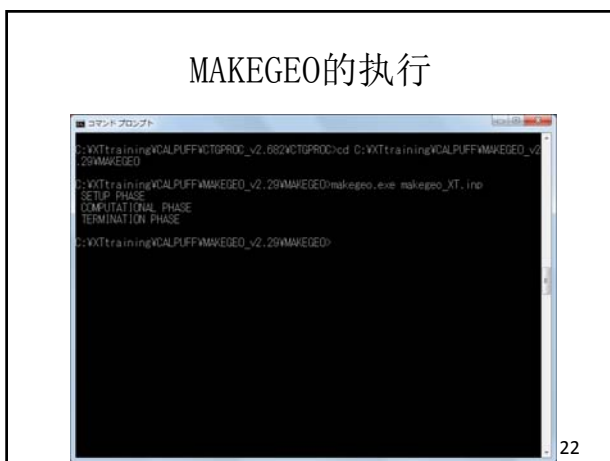 MAKEGEO的执行
コマンド プロンプト
C:¥XTtraining¥CALPUFF¥CTGPROC_v2.682¥CTGPROC>cd C:¥XTtraining¥CALPUFF¥MAKEGEO_v2
.29¥MAKEGEO
C:¥XTtraining¥CALPUFF¥MAKEGEO_v2.29¥MAKEGEO>makegeo.exe makegeo_XT.inp
SETUP PHASE
COMPUTATIONAL PHASE
TERMINATION PHASE
C:¥XTtraining¥CALPUFF¥MAKEGEO_v2.29¥MAKEGEO>
22